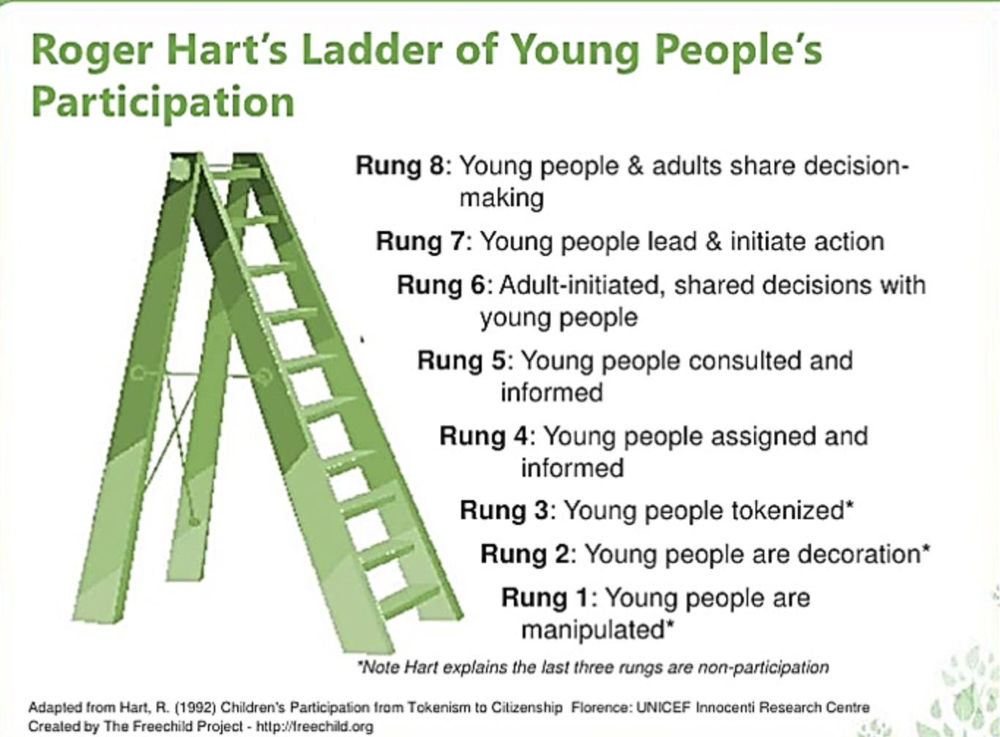 Roger Hart’s Ladder of Young People’s
Participation
Rung 8: Young people & adults share decision-
making
Rung 7: Young people lead & initiate action
Rung 6: Adult-initiated, shared decisions with
young people
Rung 5: Young people consulted and
informed
Rung 4: Young people assigned and
informed
Rung 3: Young people tokenized*
Rung 2: Young people are decoration*
Rung 1: Young people are
manipulated*
*Note Hart explains the last three rungs are non-participation
Adapted from Hart, R. (1992) Children's Participation from Tokenism to Citizenship Florence: UNICEF Innocenti Research Centre
Created by The Freechild Project - http://freechild.org